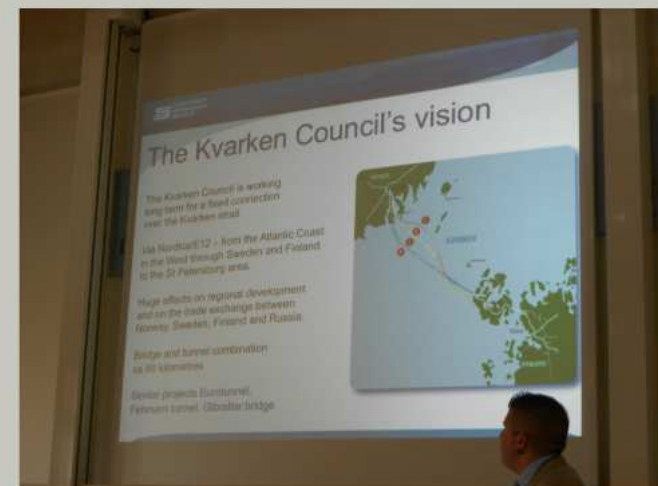 The Kvarken Council's vision
The Kvarken Council is working
long-term for a fixed connection
over the Kvarken strait
Via Nordkar/E12 – from the Atlantic Coast
in the West through Sweden and Finland
to the St Petersburg area.
Huge effects on regional development
and on the trade exchange between
Norway, Sweden, Finland and Russia
Bridge and tunnel combination
ca kilometres
Similar projects Eurotunnel,
Fehmarn tunnel, Gibraltar bridge